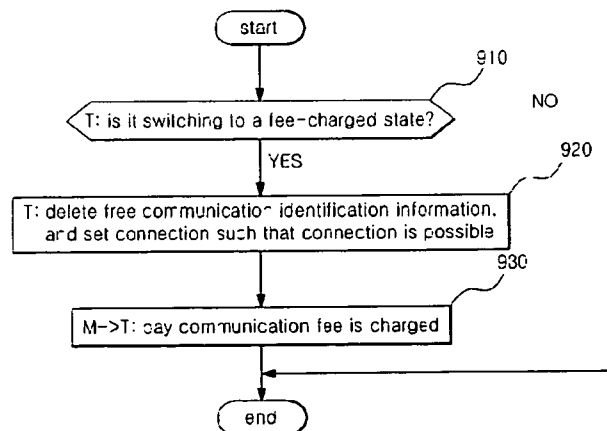 start
910
T: is it switching to a fee-charged state?
NO
YES
920
T: delete free communication identification information,
and set connection such that connection is possible
930
M->T: pay communication fee is charged
end